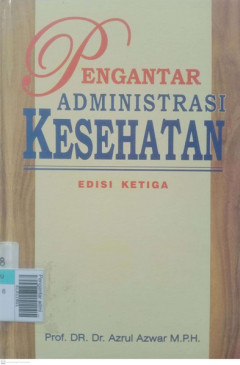 PENGANTAR
ADMINISTRASI
KESEHATAN
EDISI KETIGA
Prof. DR. Dr. Azrul Azwar M.P.H.